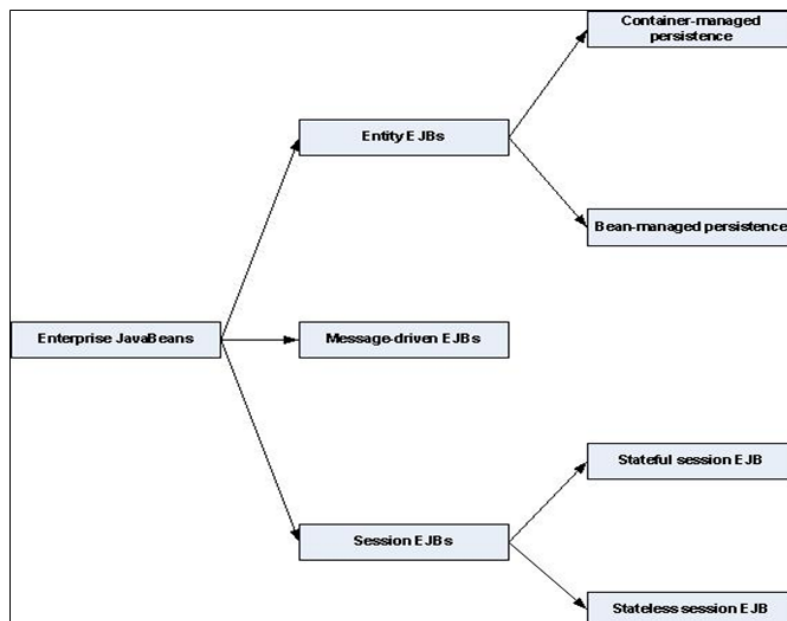 Container-managed
persistence
Entity EJBs
Bean-managed persistence
Enterprise JavaBeans
Message-driven EJBs
Stateful session EJB
Session EJBs
Stateless session EJB